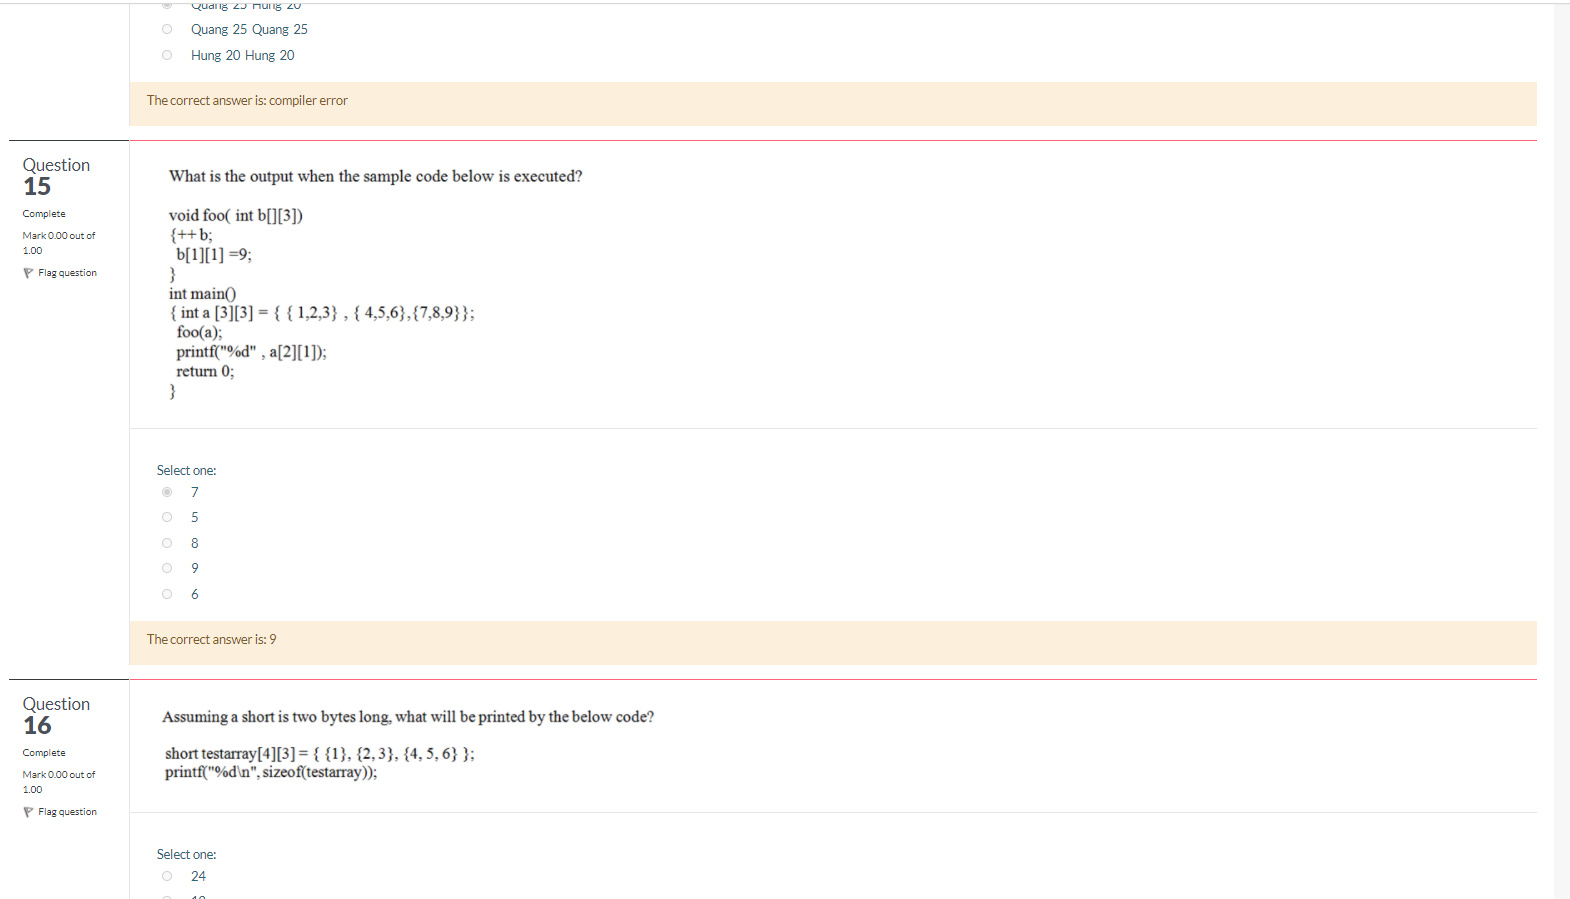 Quang 25 Hung 20
Quang 25 Quang 25
Hung 20 Hung 20
The correct answer is: compiler error
Question
15
Complete
Mark 0.00 out of
1.00
Flag question
What is the output when the sample code below is executed?
void foo( int b[][3])
{++b;
b[1][1] =9;
}
int main()
{ int a [3][3] = { { 1,2,3} , { 4,5,6},{7,8,9}};
foo(a);
printf("%d" , a[2][1]);
return 0;
}
Select one:
7
5
8
9
6
The correct answer is: 9
Question
16
Complete
Mark 0.00 out of
1.00
Flag question
Assuming a short is two bytes long, what will be printed by the below code?
short testarray[4][3] = { {1}, {2, 3}, {4, 5, 6} };
printf("%d\n", sizeof(testarray));
Select one:
24